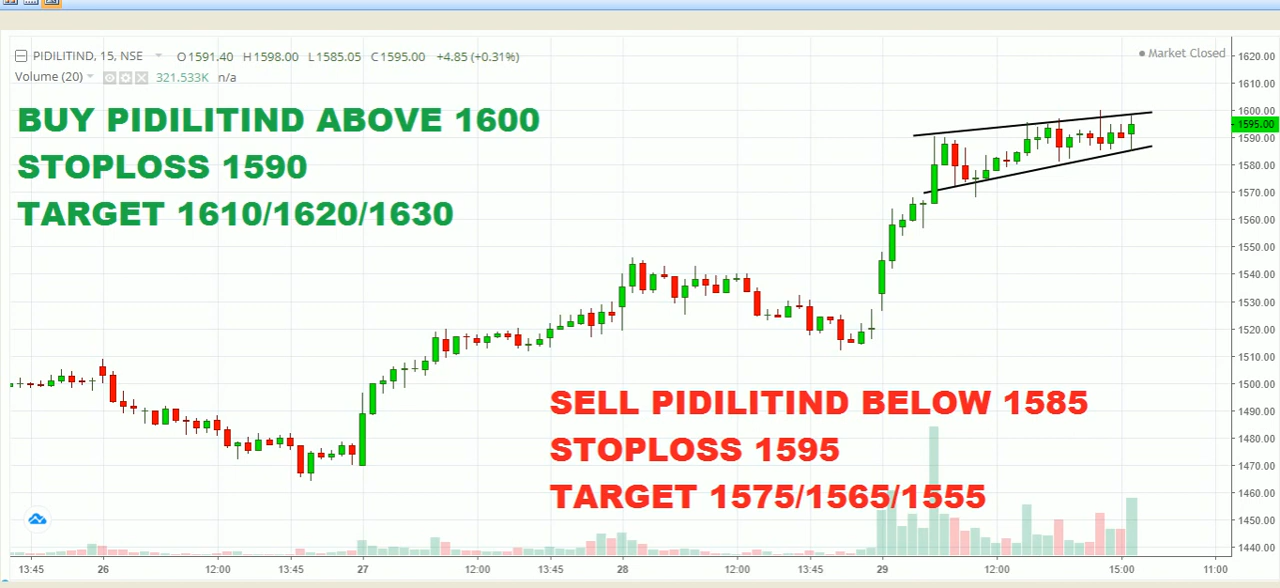 PIDILITIND, 15, NSE O1591.40 H1598.00 L1585.05 C1595.00 +4.85 (+0.31%)
Market Closed
Volume (20) 321.533K n/a
BUY PIDILITIND ABOVE 1600
STOPLOSS 1590
TARGET 1610/1620/1630
SELL PIDILITIND BELOW 1585
STOPLOSS 1595
TARGET 1575/1565/1555
1620.00
1610.00
1600.00
1595.00
1590.00
1580.00
1570.00
1560.00
1550.00
1540.00
1530.00
1520.00
1510.00
1500.00
1490.00
1480.00
1470.00
1460.00
1450.00
1440.00
13:45 26 12:00 13:45 27 12:00 13:45 28 12:00 13:45 29 12:00 15:00 11:00